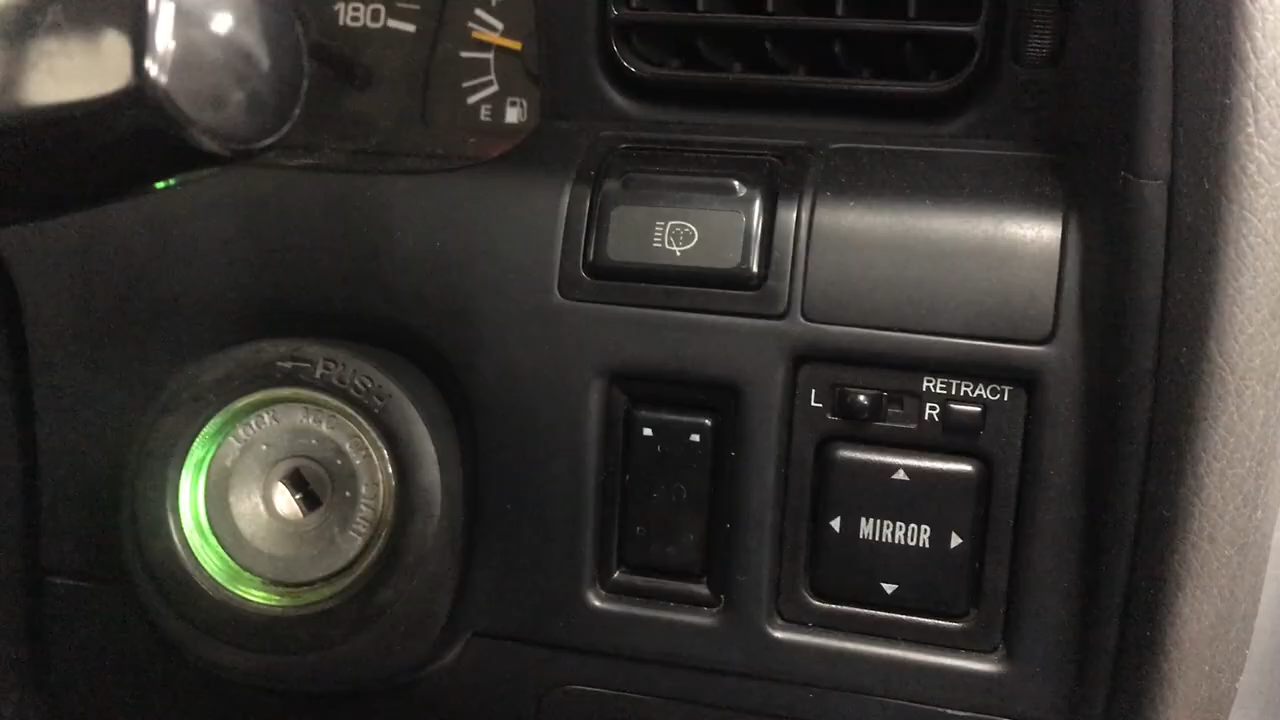 180
E
PUSH
LOCK ACC ON START
RETRACT
L
R
MIRROR